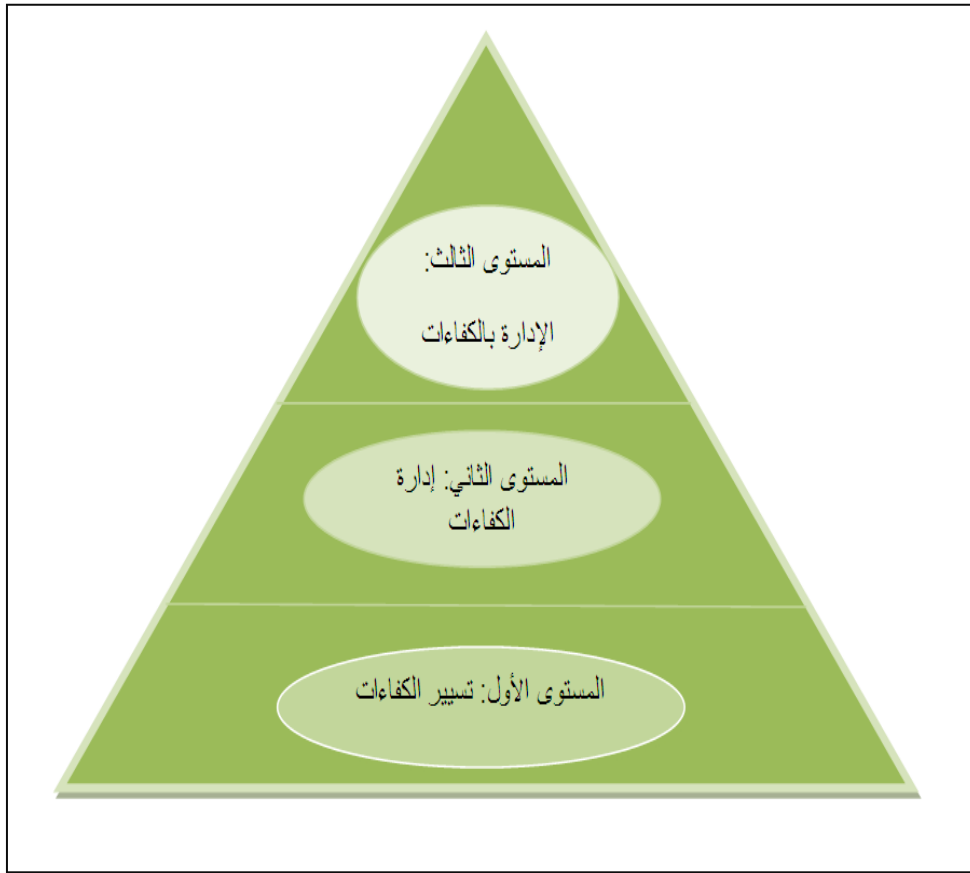 المستوى الثالث:
الإدارة بالكفاءات
المستوى الثاني: إدارة
الكفاءات
المستوى الأول: تسيير الكفاءات